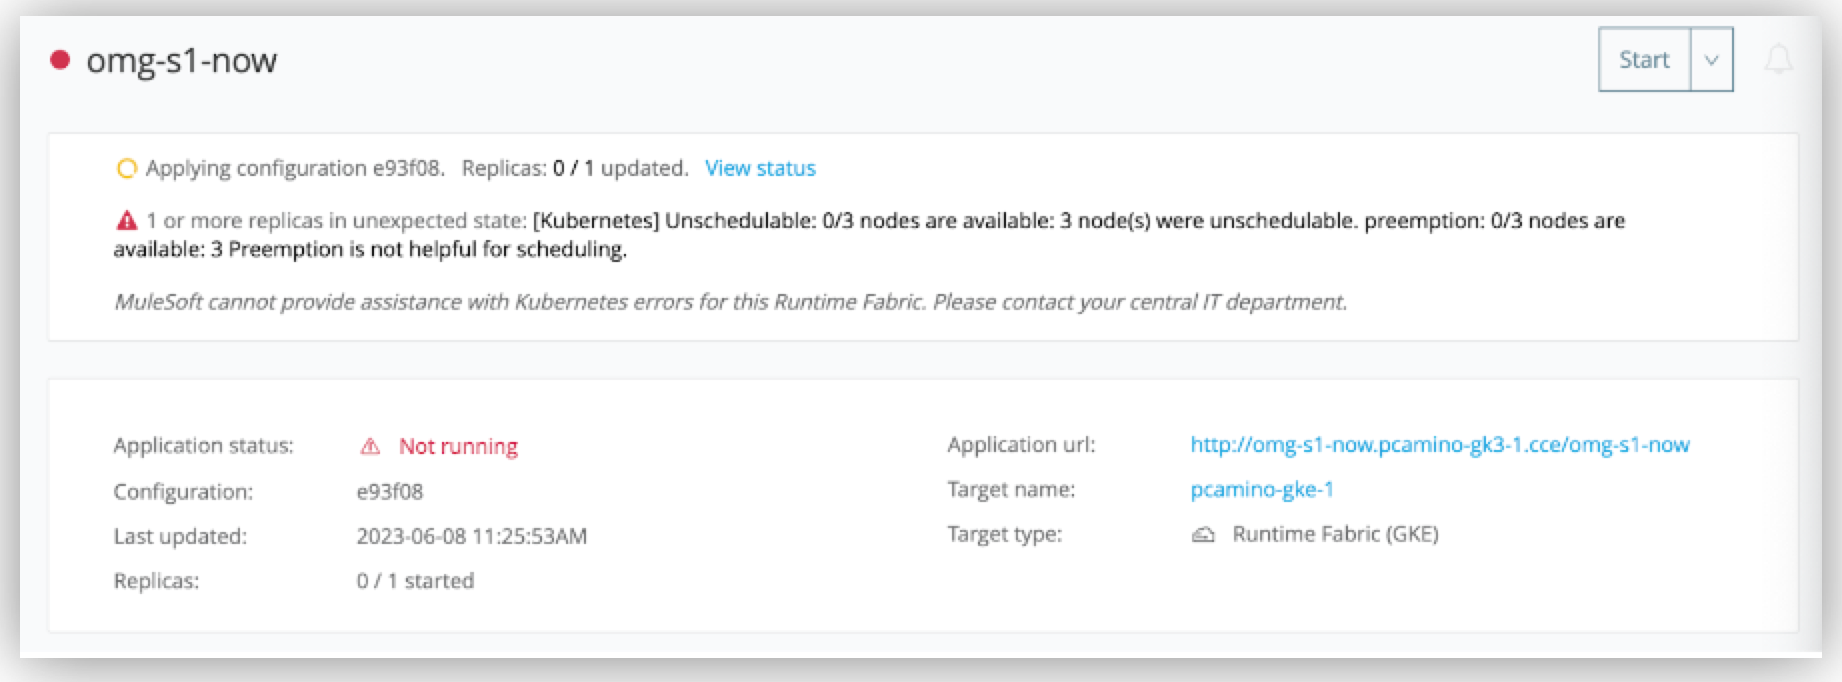 omg-s1-now
Start
Applying configuration e93f08. Replicas: 0 / 1 updated. View status
1 or more replicas in unexpected state: [Kubernetes] Unschedulable: 0/3 nodes are available: 3 node(s) were unschedulable. preemption: 0/3 nodes are
available: 3 Preemption is not helpful for scheduling.
MuleSoft cannot provide assistance with Kubernetes errors for this Runtime Fabric. Please contact your central IT department.
Application status: Not running
Configuration: e93f08
Last updated: 2023-06-08 11:25:53AM
Replicas: 0 / 1 started
Application url: http://omg-s1-now.pcamino-gk3-1.cce/omg-s1-now
Target name: pcamino-gke-1
Target type: Runtime Fabric (GKE)